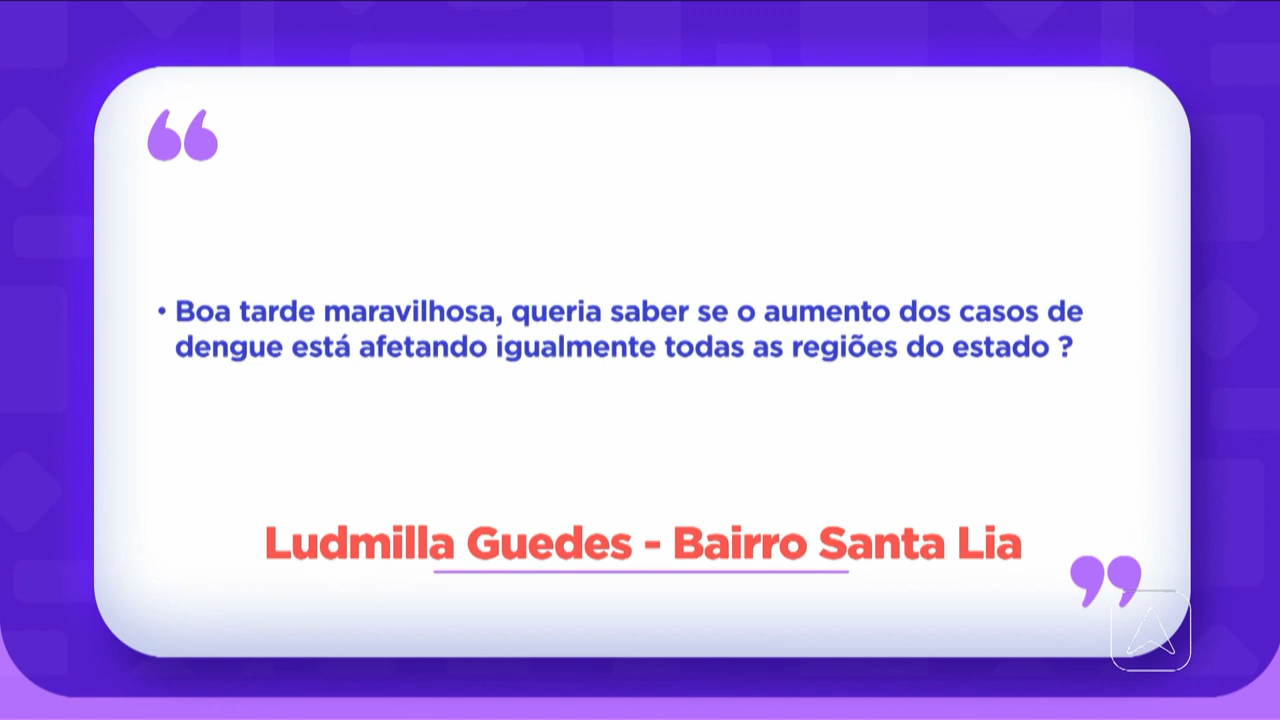 • Boa tarde maravilhosa, queria saber se o aumento dos casos de
dengue está afetando igualmente todas as regiões do estado ?
Ludmilla Guedes - Bairro Santa Lia